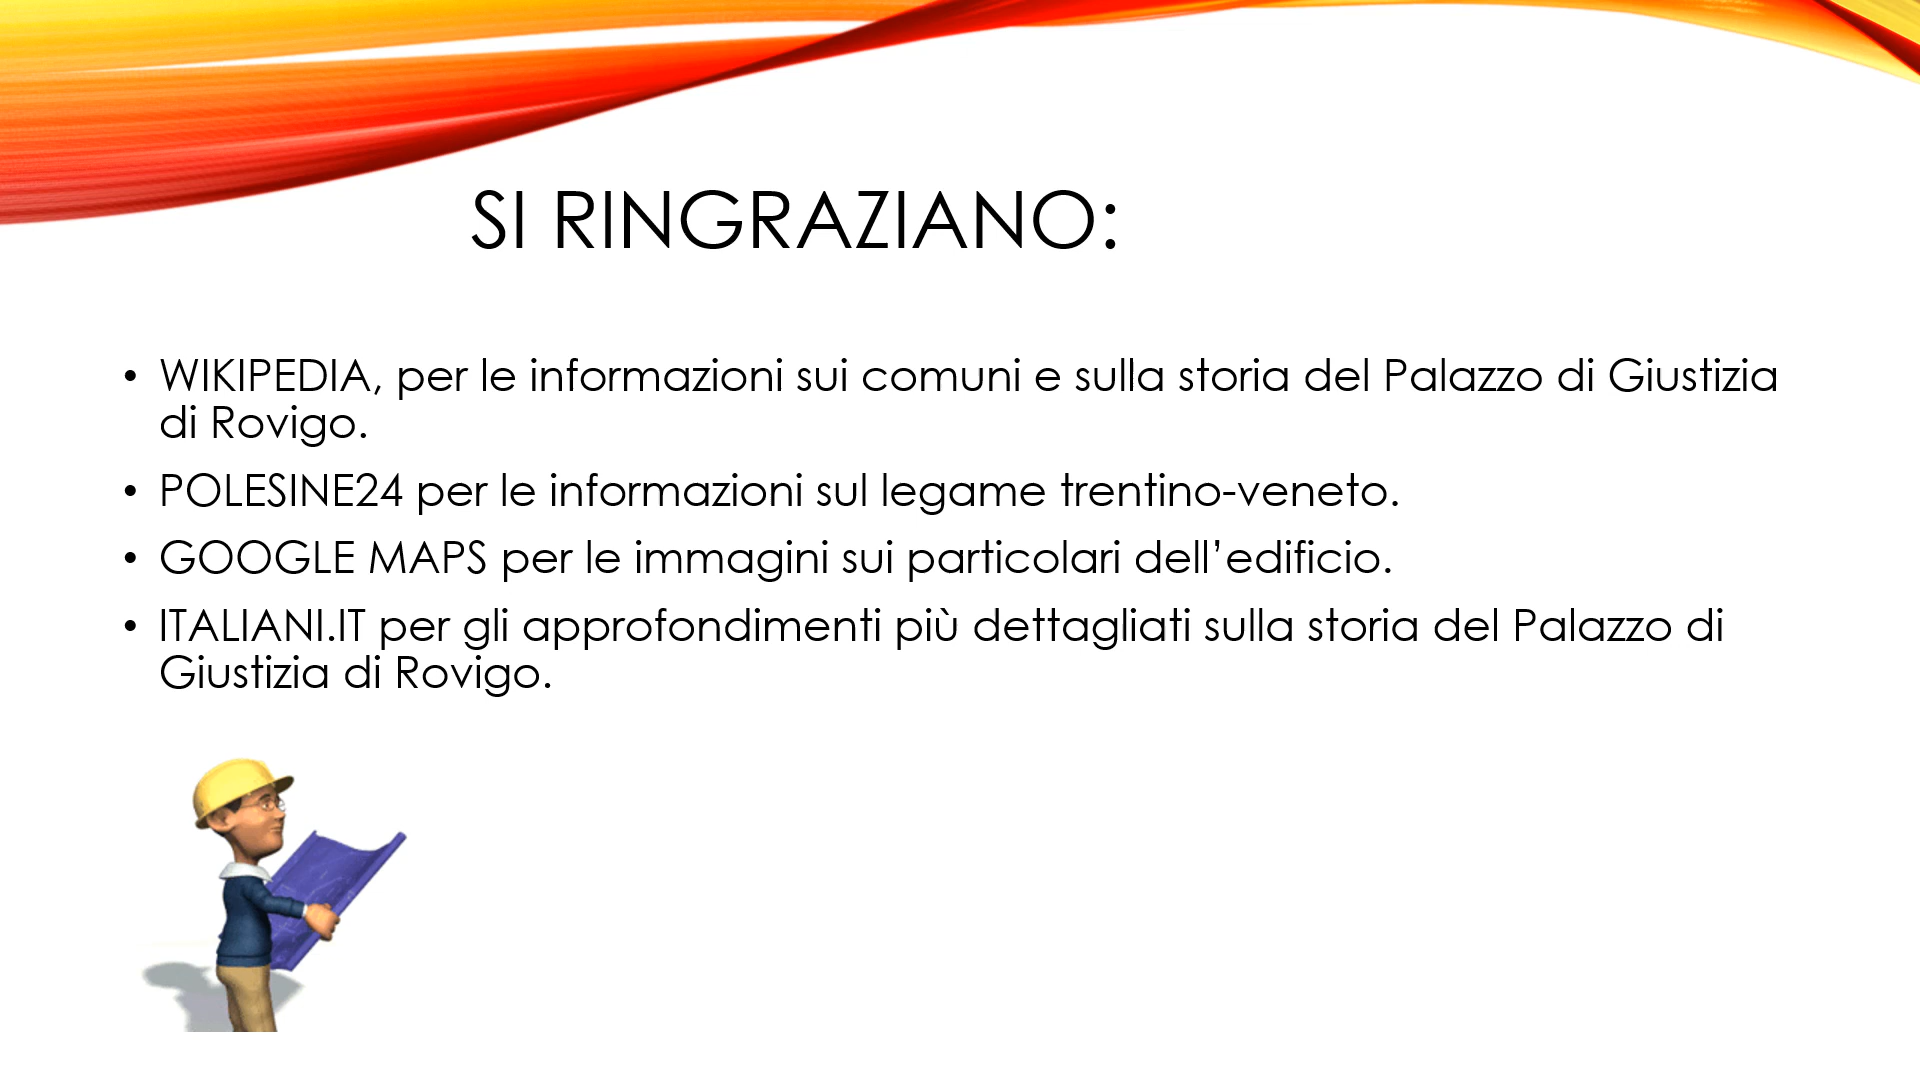 SI RINGRAZIANO:
• WIKIPEDIA, per le informazioni sui comuni e sulla storia del Palazzo di Giustizia
di Rovigo.
• POLESINE24 per le informazioni sul legame trentino-veneto.
• GOOGLE MAPS per le immagini sui particolari dell’edificio.
• ITALIANI.IT per gli approfondimenti più dettagliati sulla storia del Palazzo di
Giustizia di Rovigo.